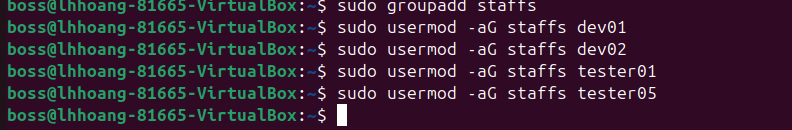 boss@lhhoang-81665-VirtualBox:~$ sudo groupadd staffs
boss@lhhoang-81665-VirtualBox:~$ sudo usermod -aG staffs dev01
boss@lhhoang-81665-VirtualBox:~$ sudo usermod -aG staffs dev02
boss@lhhoang-81665-VirtualBox:~$ sudo usermod -aG staffs tester01
boss@lhhoang-81665-VirtualBox:~$ sudo usermod -aG staffs tester05
boss@lhhoang-81665-VirtualBox:~$